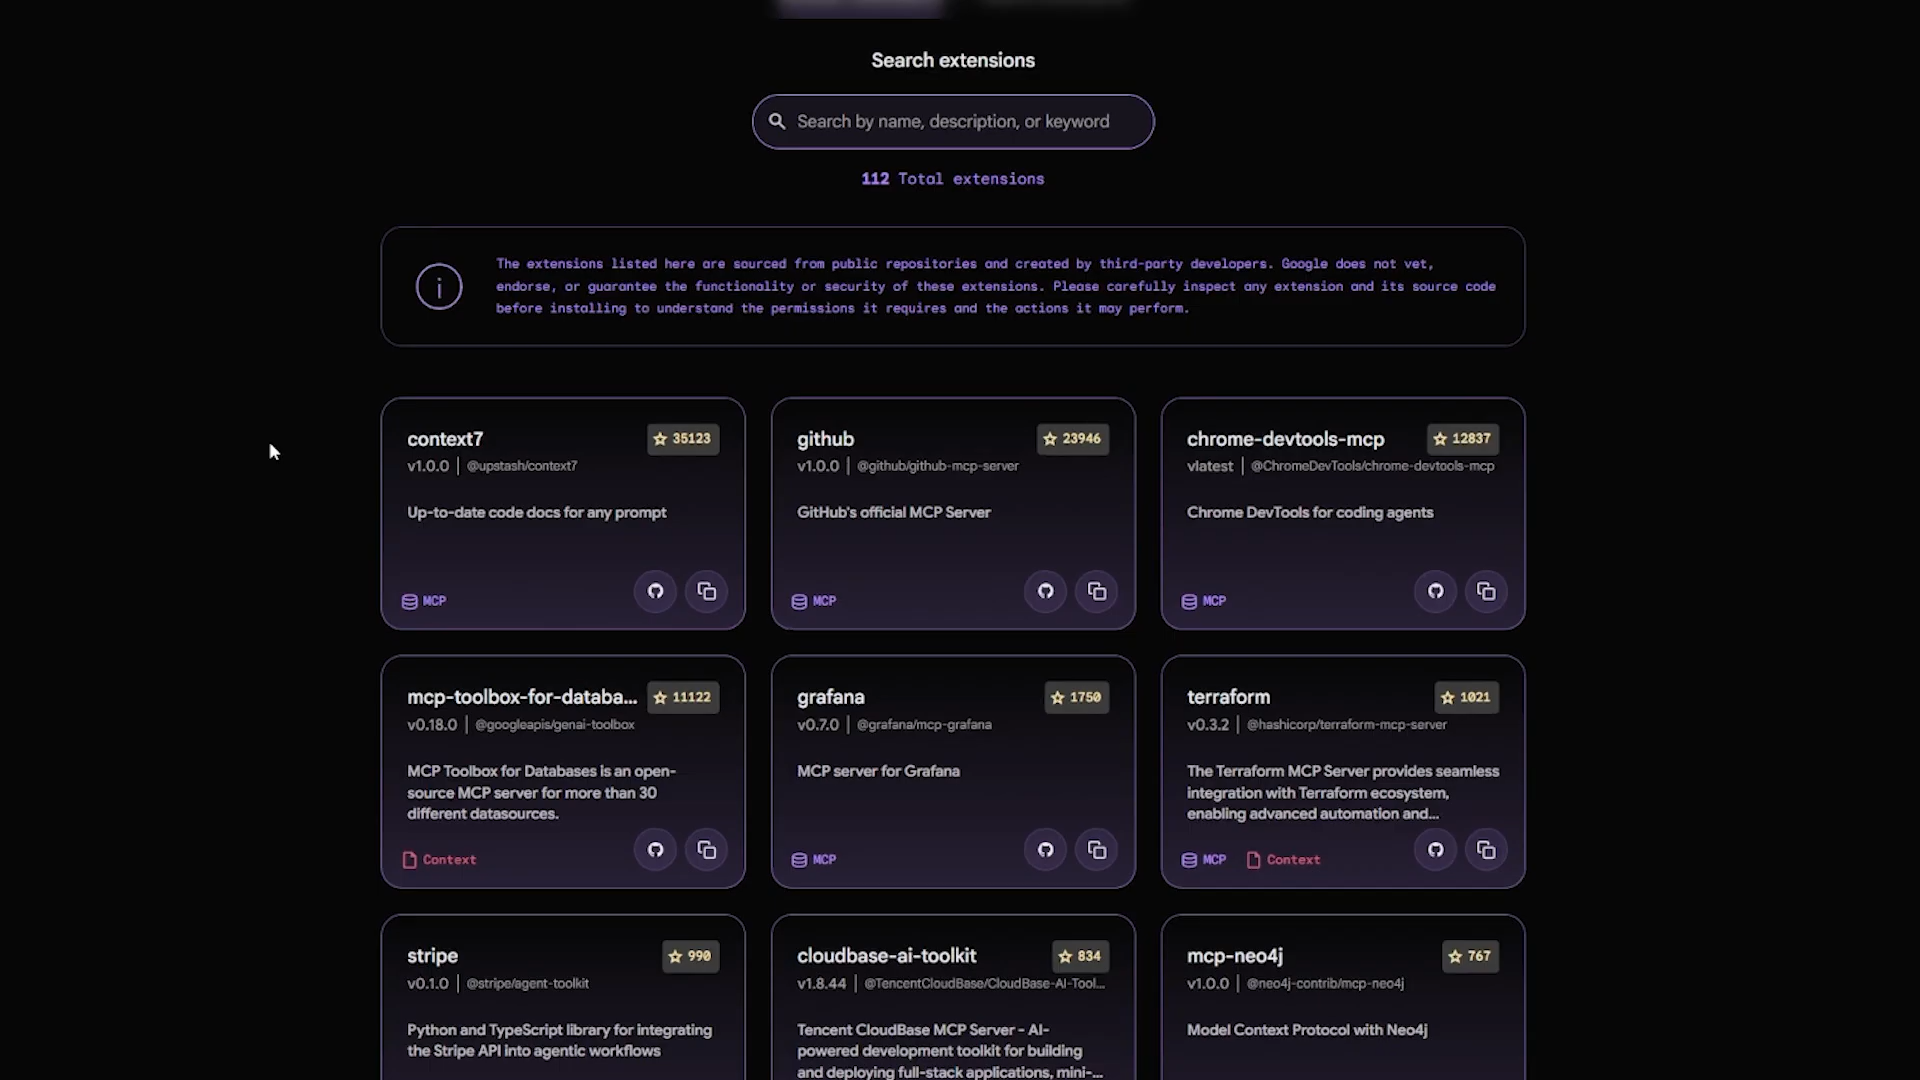 Search extensions
Search by name, description, or keyword
112 Total extensions
The extensions listed here are sourced from public repositories and created by third-party developers. Google does not vet,
endorse, or guarantee the functionality or security of these extensions. Please carefully inspect any extension and its source code
before installing to understand the permissions it requires and the actions it may perform.
context7
35123
v1.0.0 | @upstash/context7
Up-to-date code docs for any prompt
MCP
github
23946
v1.0.0 | @github/github-mcp-server
GitHub's official MCP Server
MCP
chrome-devtools-mcp
12837
vlatest | @ChromeDevTools/chrome-devtools-mcp
Chrome DevTools for coding agents
MCP
mcp-toolbox-for-databa...
11122
v0.18.0 | @googleapis/genai-toolbox
MCP Toolbox for Databases is an open-
source MCP server for more than 30
different datasources.
Context
grafana
1750
v0.7.0 | @grafana/mcp-grafana
MCP server for Grafana
MCP
terraform
1021
v0.3.2 | @hashicorp/terraform-mcp-server
The Terraform MCP Server provides seamless
integration with Terraform ecosystem,
enabling advanced automation and...
MCP Context
stripe
990
v0.1.0 | @stripe/agent-toolkit
Python and TypeScript library for integrating
the Stripe API into agentic workflows
cloudbase-ai-toolkit
834
v1.8.44 | @TencentCloudBase/CloudBase-AI-Tool...
Tencent CloudBase MCP Server - AI-
powered development toolkit for building
and deploying full-stack applications, mini-...
mcp-neo4j
767
v1.0.0 | @neo4j-contrib/mcp-neo4j
Model Context Protocol with Neo4j